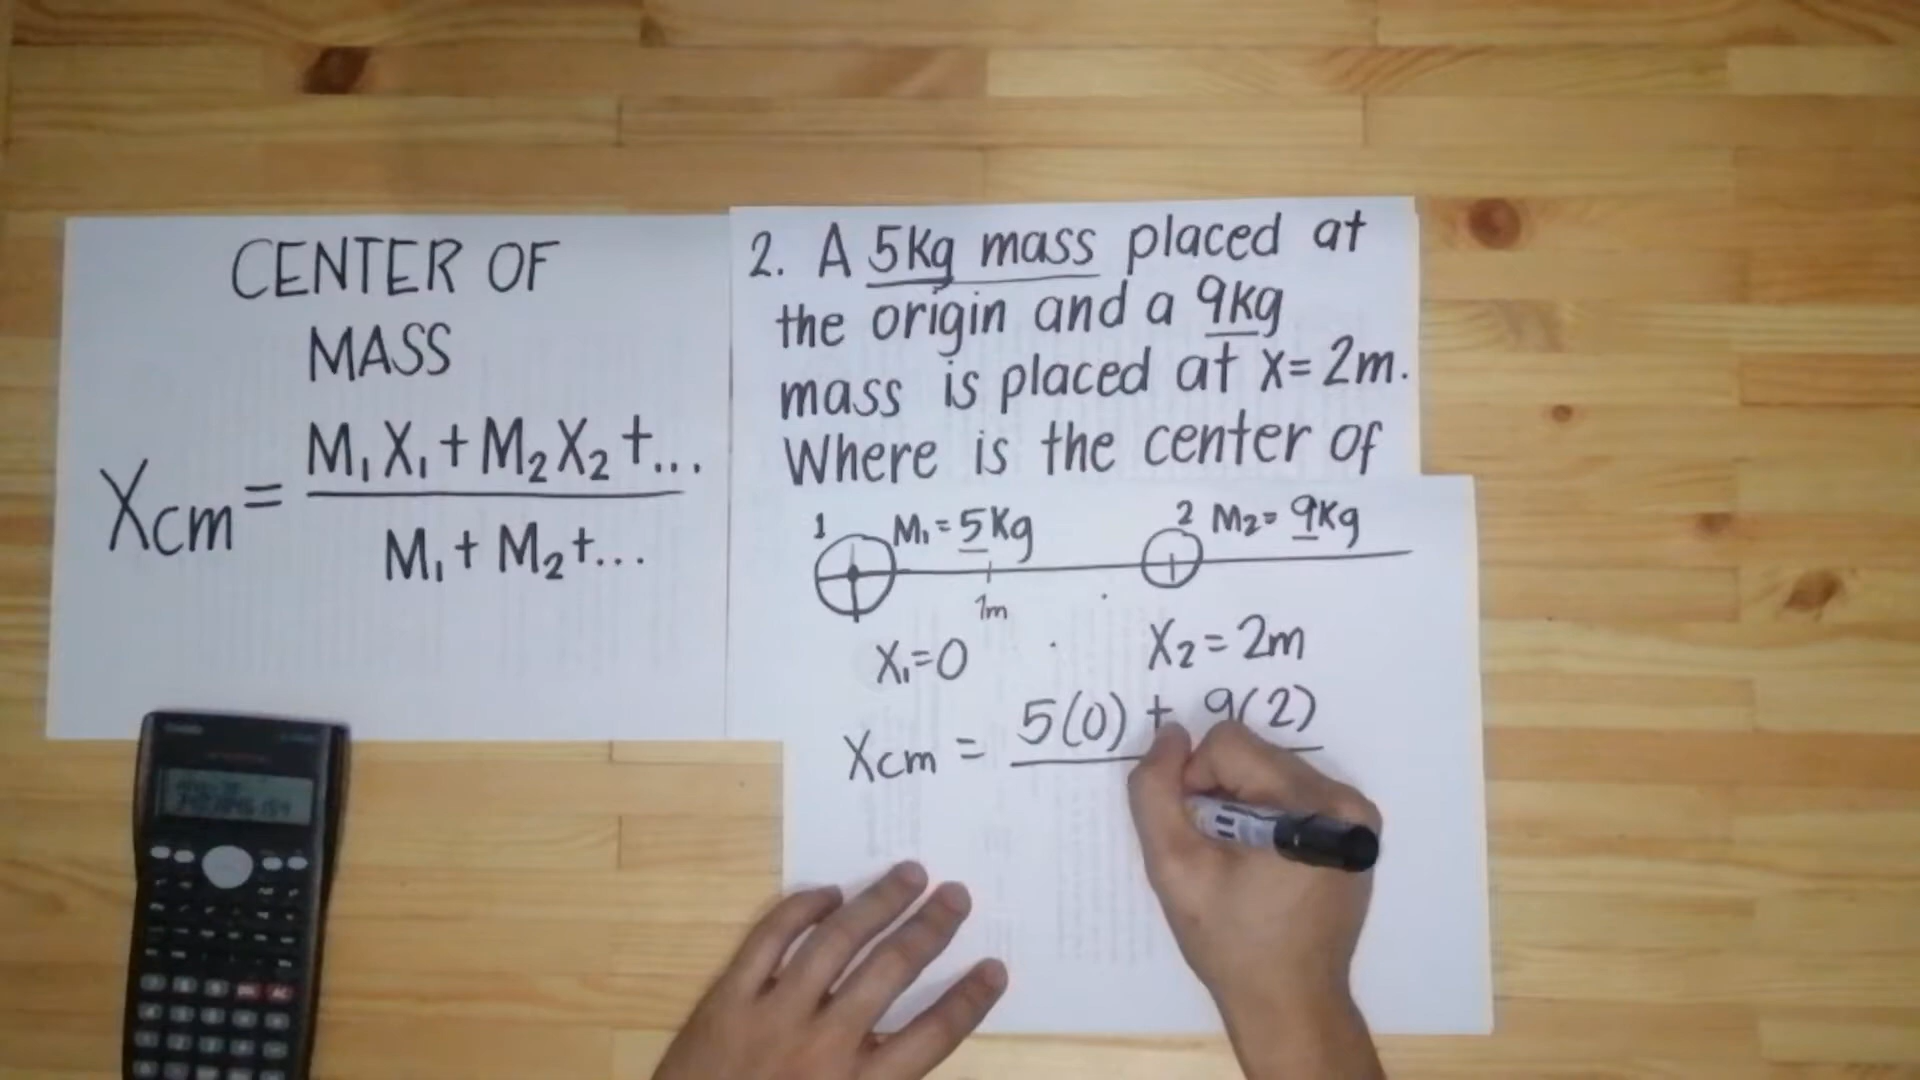 CENTER OF
MASS
Xcm = M₁X₁ + M₂X₂ + ...
M₁ + M₂ + ...
2. A 5Kg mass placed at
the origin and a 9kg
mass is placed at x = 2m.
Where is the center of
1 M₁ = 5Kg 2 M₂ = 9Kg
1m
X₁ = 0 X₂ = 2m
Xcm = 5(0) + 9(2)